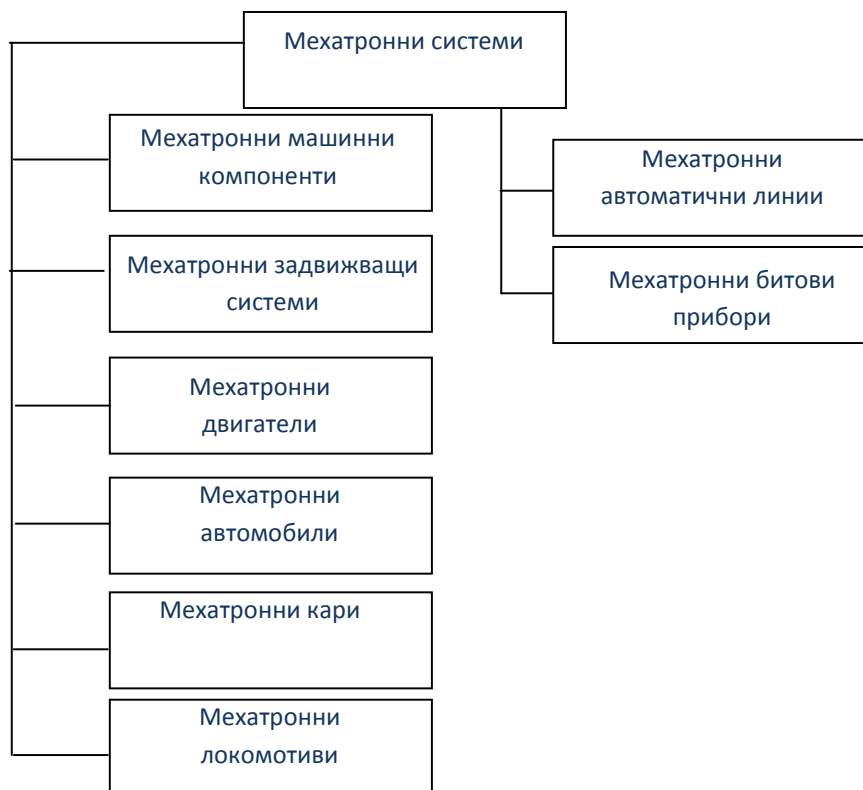 Мехатронни системи
Мехатронни машинни
компоненти
Мехатронни задвижващи
системи
Мехатронни
двигатели
Мехатронни
автомобили
Мехатронни кари
Мехатронни
локомотиви
Мехатронни
автоматични линии
Мехатронни битови
прибори